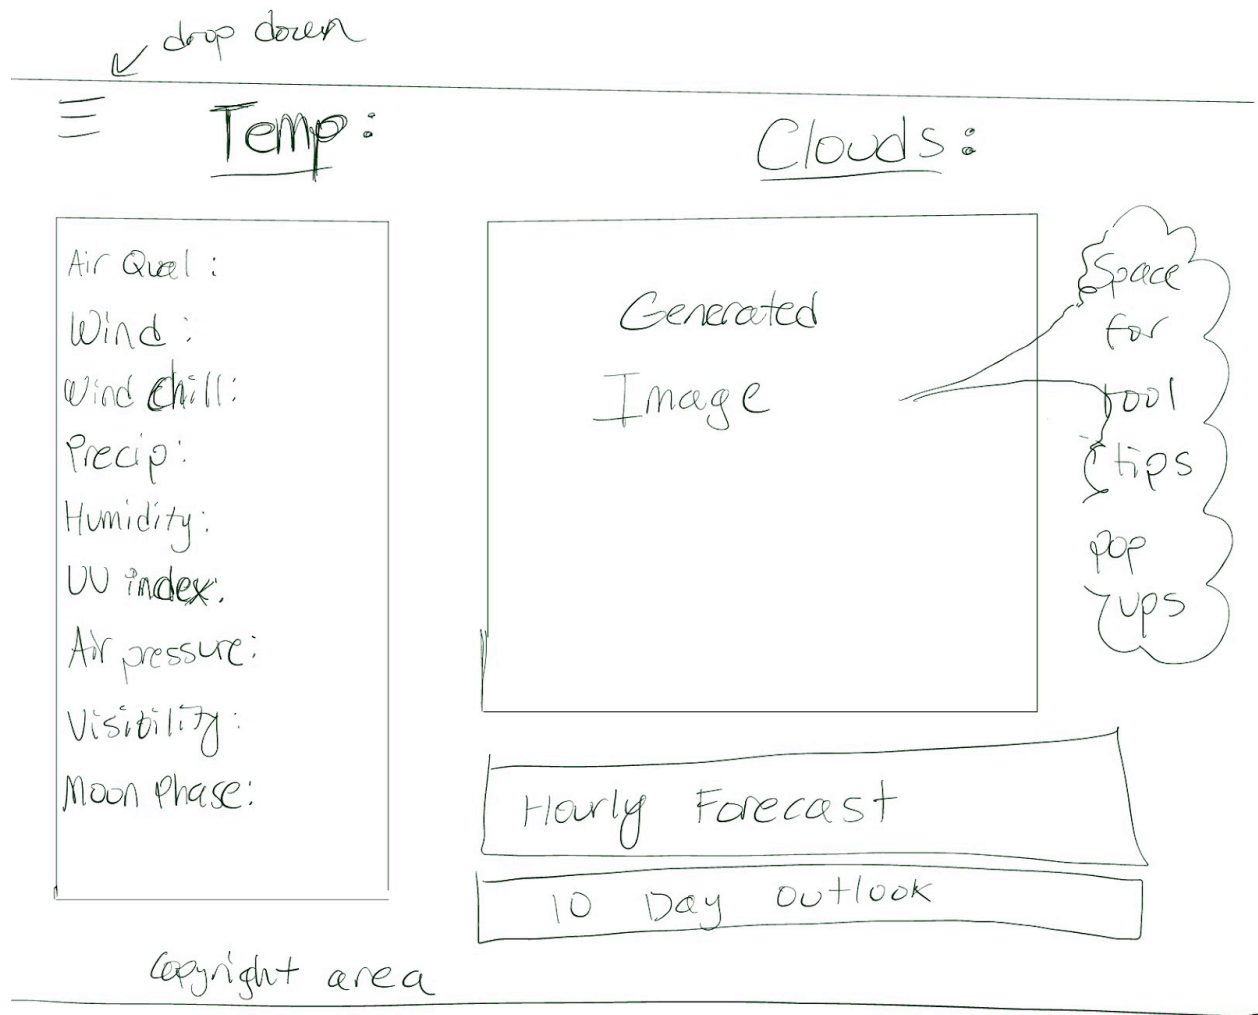 drop down
Temp:
Clouds:
Air Qual:
Wind:
Wind Chill:
Precip:
Humidity:
UV index:
Air pressure:
Visibility:
Moon Phase:
Generated
Image
Space
for
tool
tips
pop
ups
Hourly Forecast
10 Day Outlook
Copyright area